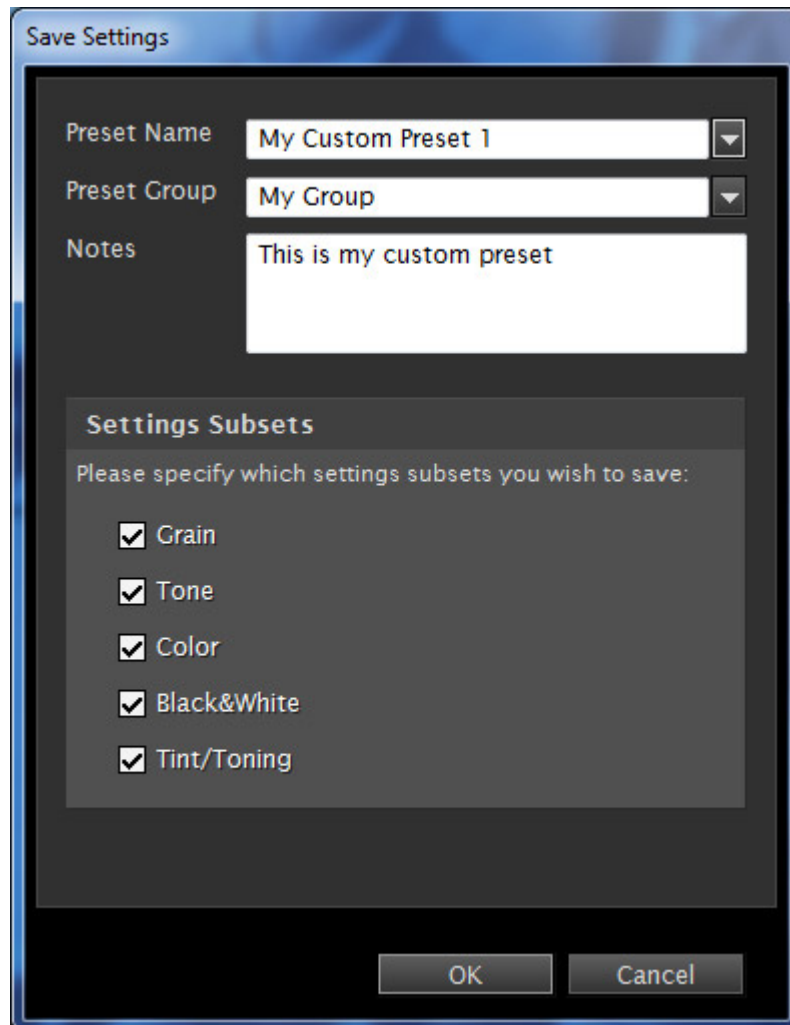 Save Settings
Preset Name My Custom Preset 1
Preset Group My Group
Notes This is my custom preset
Settings Subsets
Please specify which settings subsets you wish to save:
Grain
Tone
Color
Black&White
Tint/Toning
OK Cancel